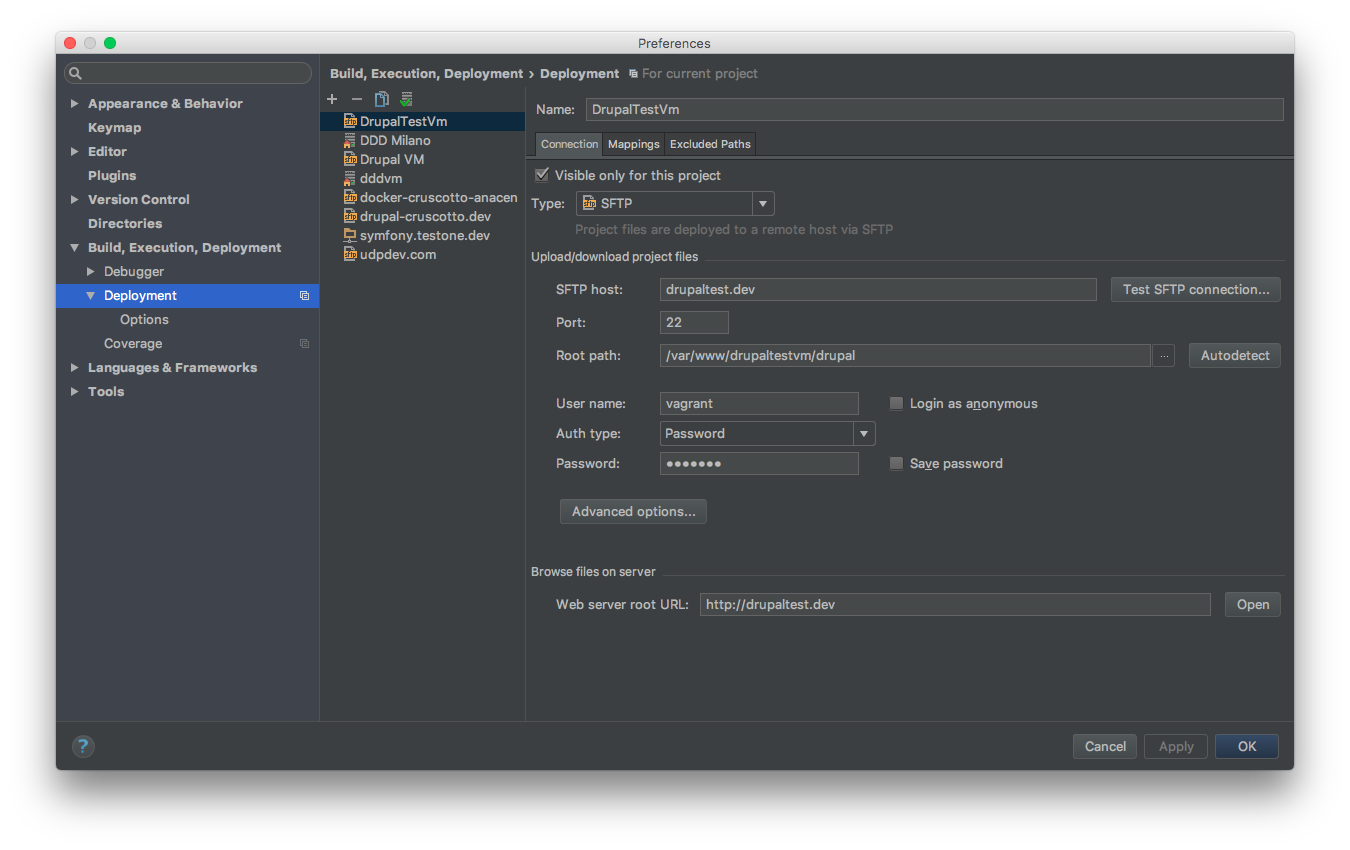 Preferences
Build, Execution, Deployment › Deployment For current project
Appearance & Behavior
Keymap
Editor
Plugins
Version Control
Directories
Build, Execution, Deployment
Debugger
Deployment
Options
Coverage
Languages & Frameworks
Tools
DrupalTestVm
DDD Milano
Drupal VM
dddvm
docker-cruscotto-anacen
drupal-cruscotto.dev
symfony.testone.dev
udpdev.com
Name: DrupalTestVm
Connection Mappings Excluded Paths
Visible only for this project
Type: SFTP
Project files are deployed to a remote host via SFTP
Upload/download project files
SFTP host: drupaltest.dev Test SFTP connection...
Port: 22
Root path: /var/www/drupaltestvm/drupal ... Autodetect
User name: vagrant Login as anonymous
Auth type: Password
Password: ●●●●●●● Save password
Advanced options...
Browse files on server
Web server root URL: http://drupaltest.dev Open
? Cancel Apply OK